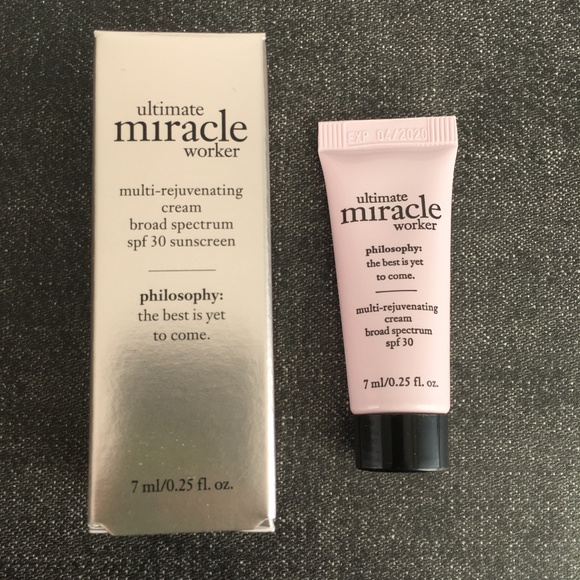 ultimate
miracle
worker
multi-rejuvenating
cream
broad spectrum
spf 30 sunscreen
philosophy:
the best is yet
to come.
7 ml/0.25 fl. oz.
EXP 04/2020
ultimate
miracle
worker
philosophy:
the best is yet
to come.
multi-rejuvenating
cream
broad spectrum
spf 30
7 ml/0.25 fl. oz.